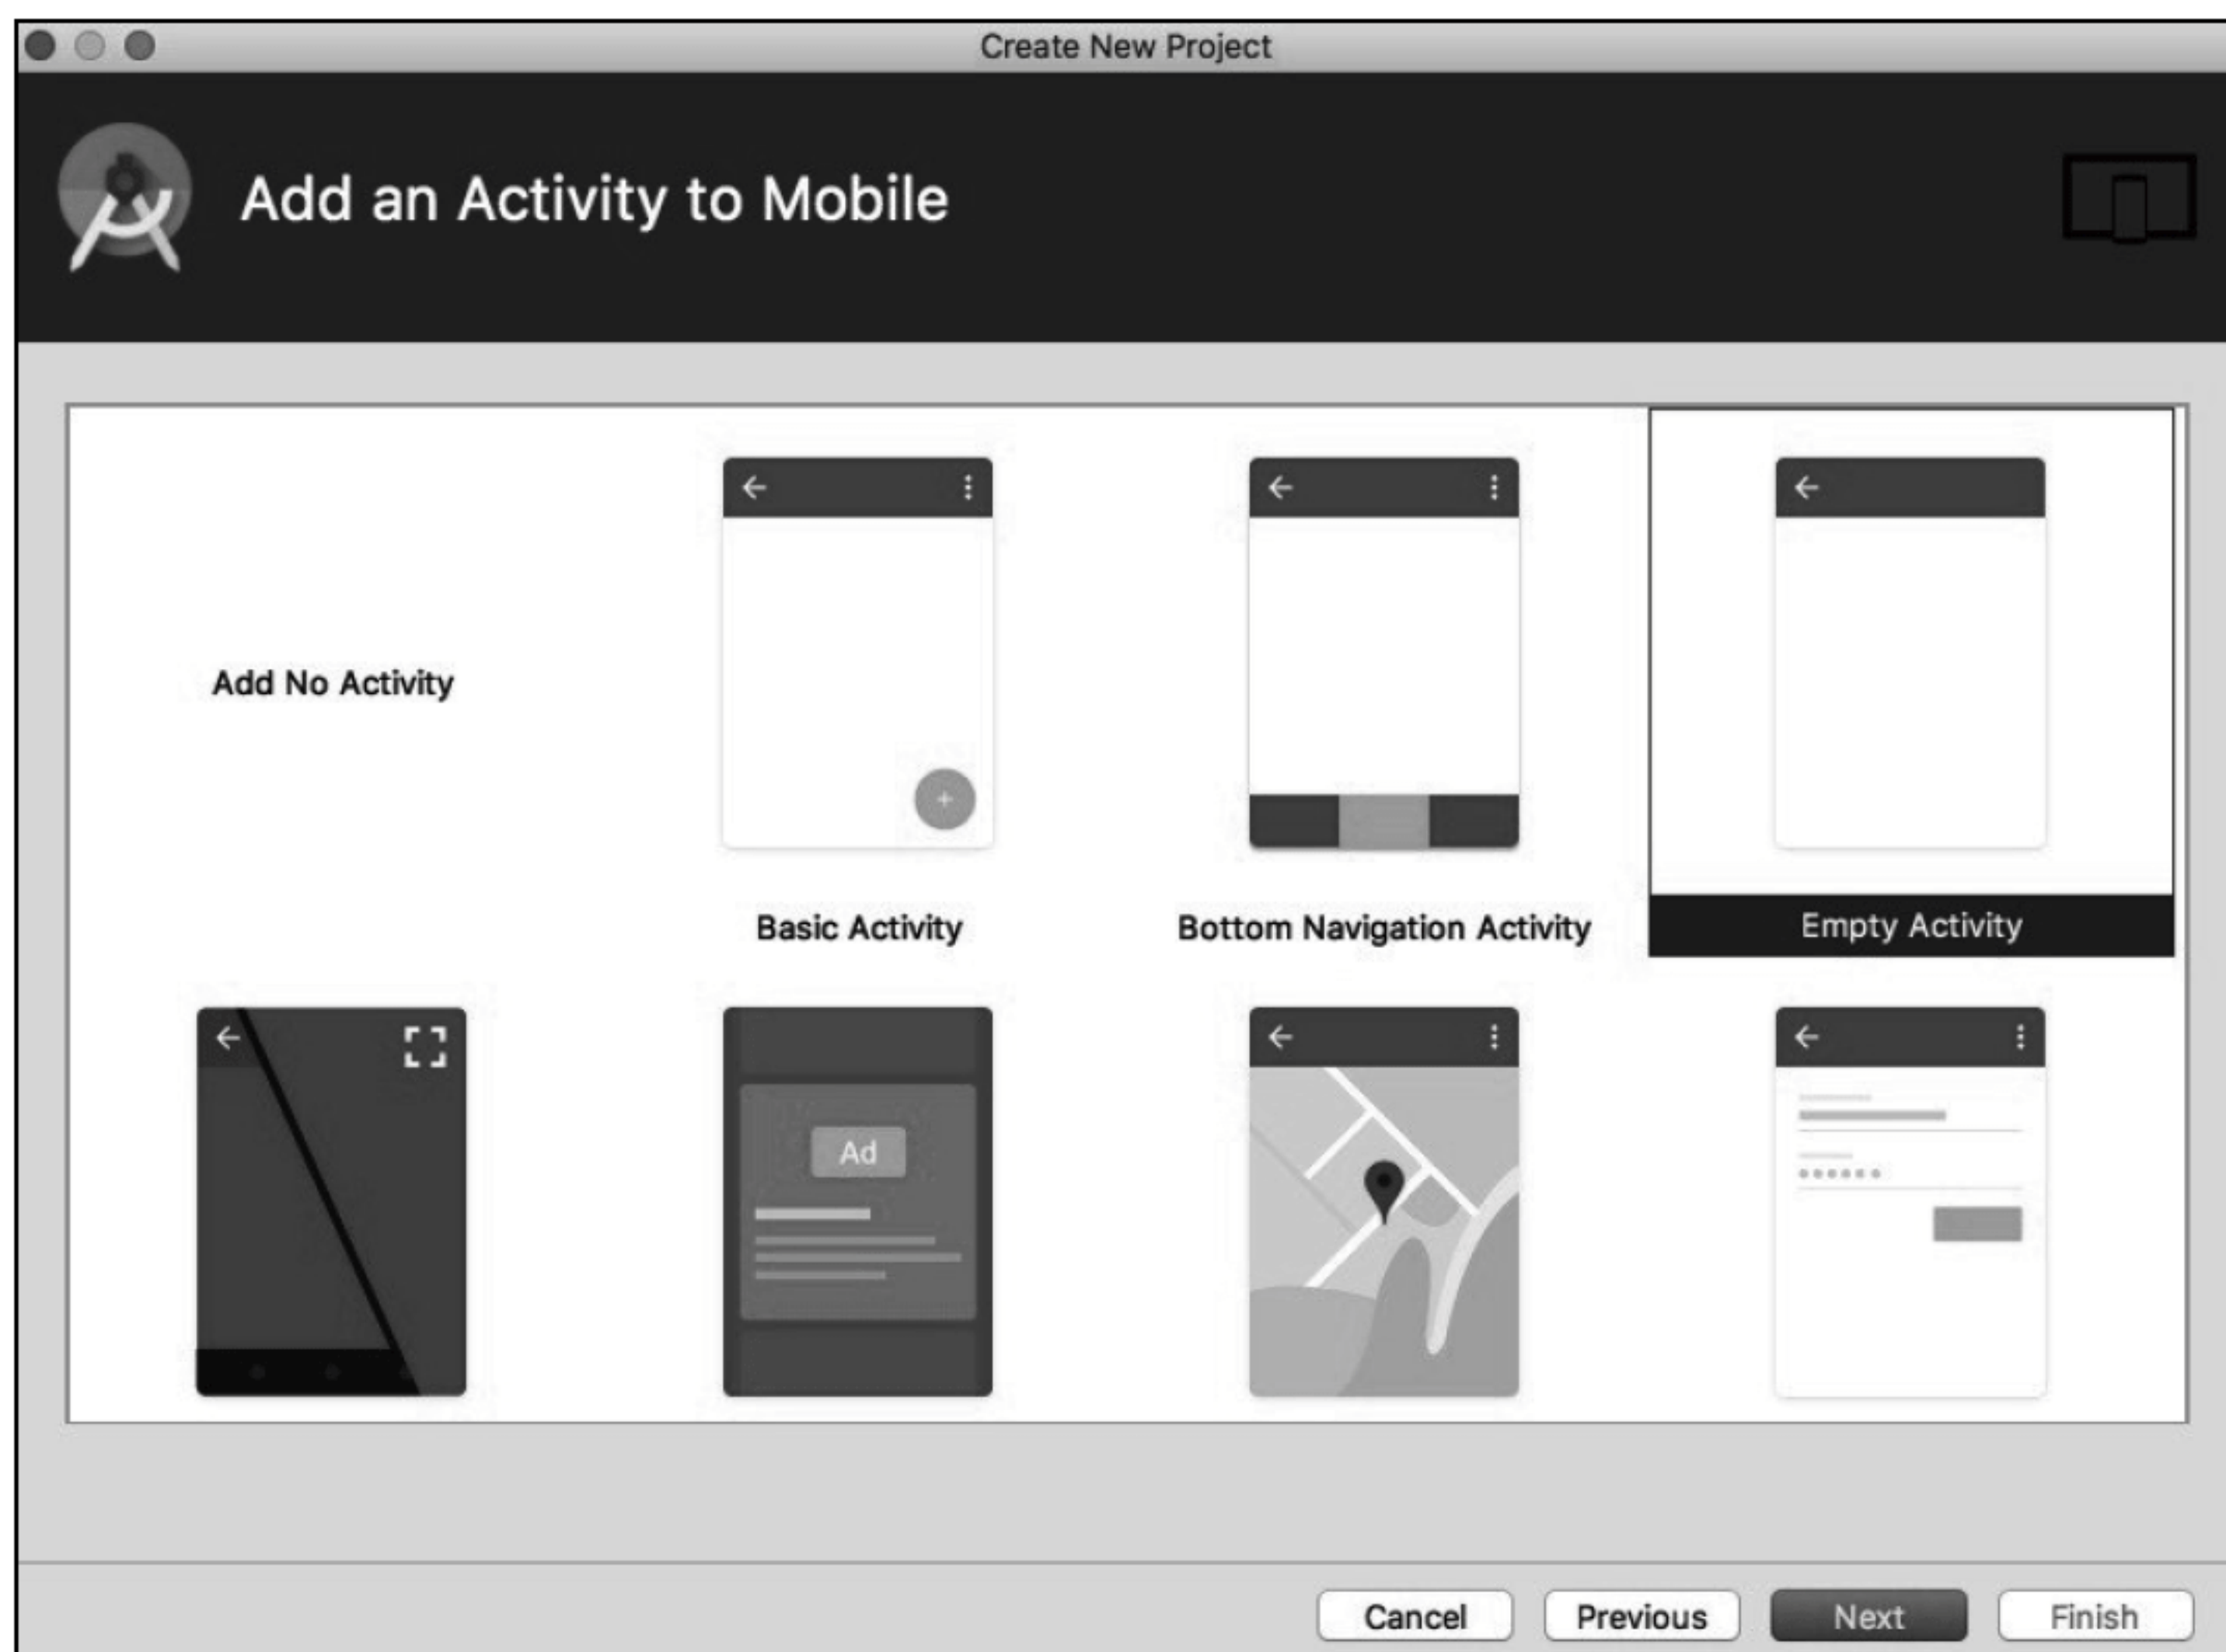 Create New Project
Add an Activity to Mobile
Add No Activity
Basic Activity
Bottom Navigation Activity
Empty Activity
Ad
Cancel
Previous
Next
Finish